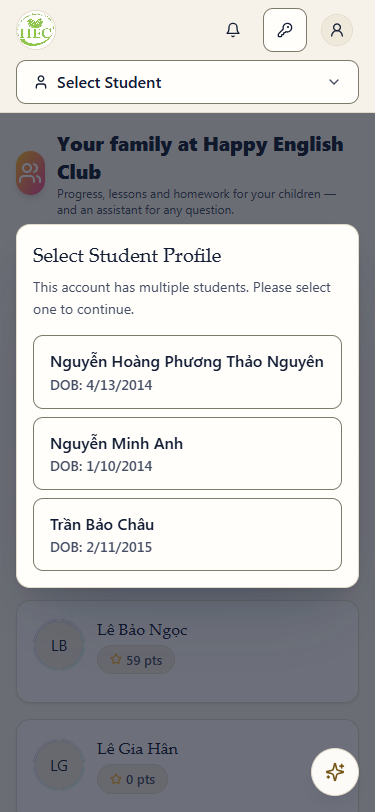 HEC
Select Student
Your family at Happy English
Club
Progress, lessons and homework for your children —
and an assistant for any question.
Select Student Profile
This account has multiple students. Please select
one to continue.
Nguyễn Hoàng Phương Thảo Nguyên
DOB: 4/13/2014
Nguyễn Minh Anh
DOB: 1/10/2014
Trần Bảo Châu
DOB: 2/11/2015
LB
Lê Bảo Ngọc
59 pts
LG
Lê Gia Hân
0 pts